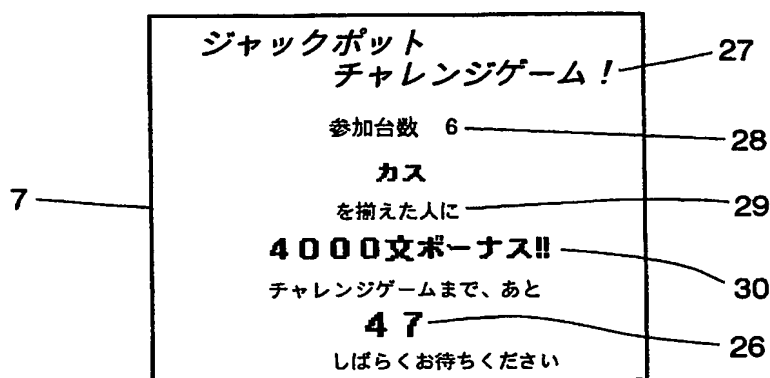 ジャックポット
チャレンジゲーム！ 27
参加台数 6 28
カス
7 を揃えた人に 29
4000文ボーナス!! 30
チャレンジゲームまで、あと
47 26
しばらくお待ちください